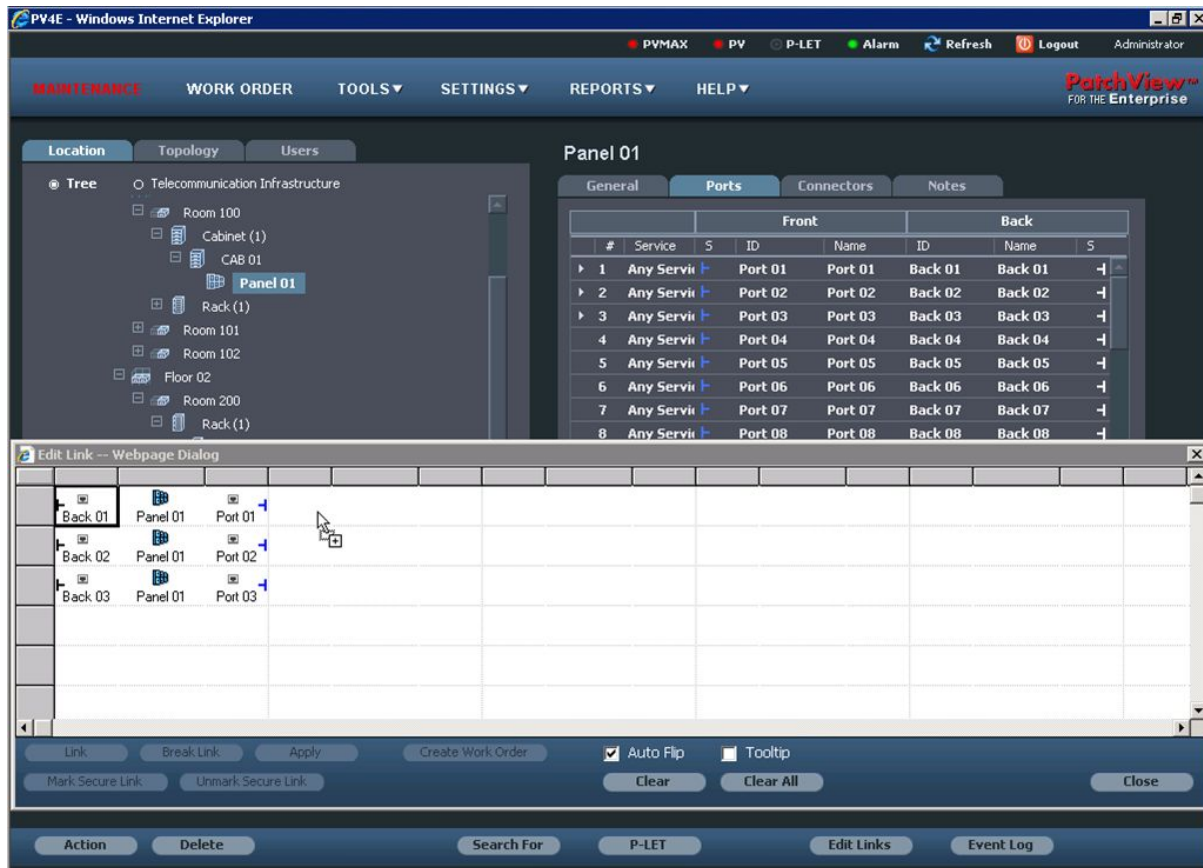 PV4E - Windows Internet Explorer
PVMAX PV P-LET Alarm Refresh Logout Administrator
MAINTENANCE WORK ORDER TOOLS▼ SETTINGS▼ REPORTS▼ HELP▼
PatchView™
FOR THE Enterprise
Location Topology Users
Tree Telecommunication Infrastructure
Room 100
Cabinet (1)
CAB 01
Panel 01
Rack (1)
Room 101
Room 102
Floor 02
Room 200
Rack (1)
Panel 01
General Ports Connectors Notes
Front Back
# Service S ID Name ID Name S
1 Any Servi Port 01 Port 01 Back 01 Back 01
2 Any Servi Port 02 Port 02 Back 02 Back 02
3 Any Servi Port 03 Port 03 Back 03 Back 03
4 Any Servi Port 04 Port 04 Back 04 Back 04
5 Any Servi Port 05 Port 05 Back 05 Back 05
6 Any Servi Port 06 Port 06 Back 06 Back 06
7 Any Servi Port 07 Port 07 Back 07 Back 07
8 Any Servi Port 08 Port 08 Back 08 Back 08
Edit Link -- Webpage Dialog
Back 01 Panel 01 Port 01
Back 02 Panel 01 Port 02
Back 03 Panel 01 Port 03
Link Break Link Apply Create Work Order Auto Flip Tooltip
Mark Secure Link Unmark Secure Link Clear Clear All Close
Action Delete Search For P-LET Edit Links Event Log